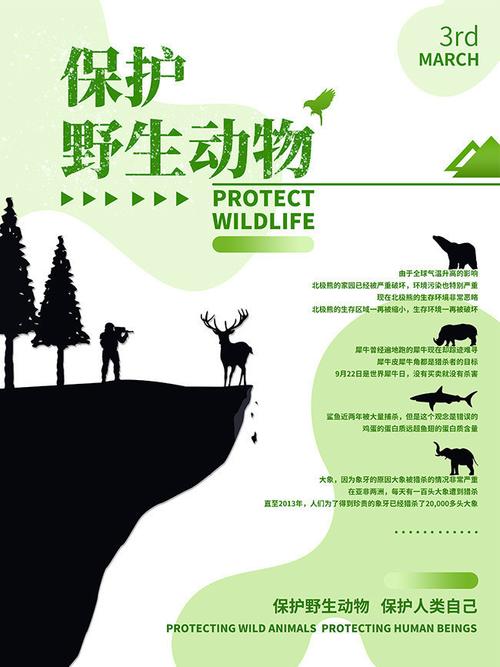 保护
野生动物
PROTECT
WILDLIFE
3rd
MARCH
由于全球气温升高的影响
北极熊的家园已经被严重破坏，环境污染也特别严重
现在北极熊的生存环境非常恶略
北极熊的生存区域一再被缩小，生存环境一再被破坏
犀牛曾经遍地跑的犀牛现在却踪迹难寻
犀牛皮犀牛角都是猎杀者的目标
9月22日是世界犀牛日，没有买卖就没有杀害
鲨鱼近两年被大量捕杀，但是这个观念是错误的
鸡蛋的蛋白质远超鱼翅的蛋白质含量
大象，因为象牙的原因大象被猎杀的情况非常严重
在亚非两洲，每天有一百头大象遭到猎杀
直至2013年，人们为了得到珍贵的象牙已经猎杀了20,000多头大象
保护野生动物 保护人类自己
PROTECTING WILD ANIMALS PROTECTING HUMAN BEINGS